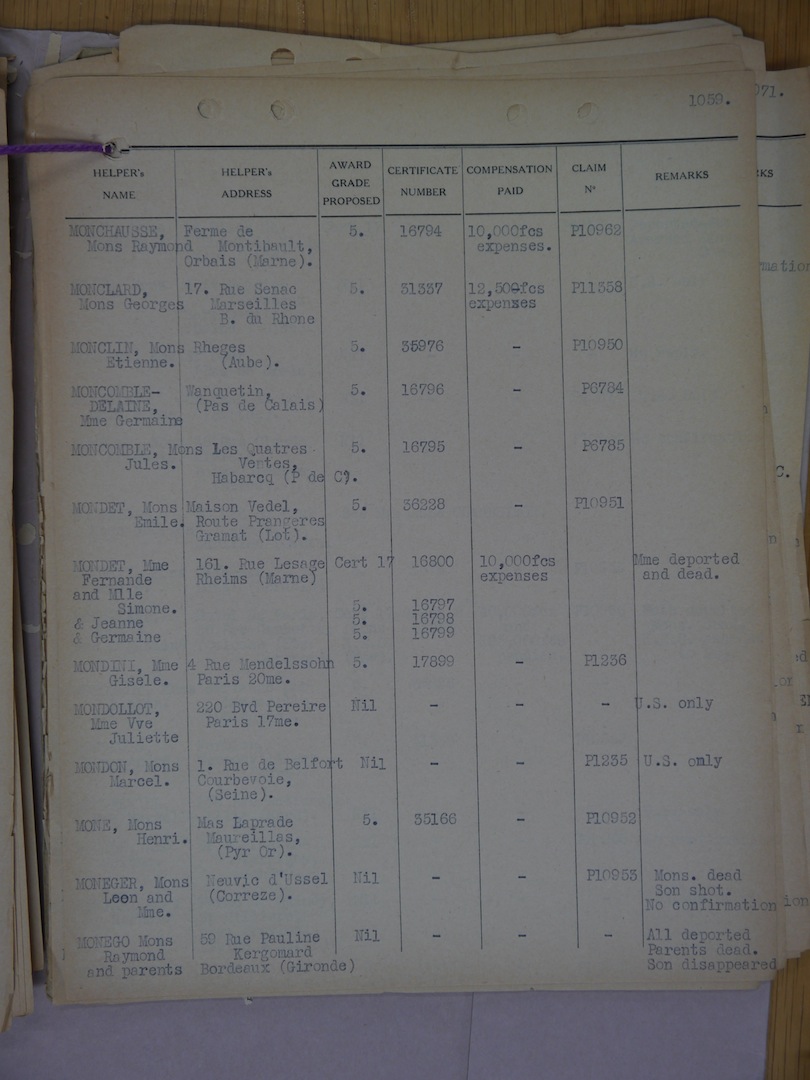 1059.
HELPER's NAME HELPER's ADDRESS AWARD GRADE PROPOSED CERTIFICATE NUMBER COMPENSATION PAID CLAIM Nº REMARKS
MONCHAUSSE, Ferme de 5. 16794 10,000fcs P10962
Mons Raymond Montibault, expenses.
Orbais (Marne).
MONCLARD, 17. Rue Senac 5. 31337 12,500fcs P11358
Mons Georges Marseilles expenses
B. du Rhone
MONCLIN, Mons Rheges 5. 35976 - P10950
Etienne. (Aube).
MONCOMBLE- Wanquetin, 5. 16796 - P6784
DELAINE, (Pas de Calais)
Mme Germaine
MONCOMBLE, Mons Les Quatres 5. 16795 - P6785
Jules. Vertes,
Habarcq (P de C).
MONDET, Mons Maison Vedel, 5. 36228 - P10951
Emile. Route Prangeres
Gramat (Lot).
MONDET, Mme 161. Rue Lesage Cert 17 16800 10,000fcs Mme deported
Fernande Rheims (Marne) expenses and dead.
and Mlle
Simone. 5. 16797
& Jeanne 5. 16798
& Germaine 5. 16799
MONDINI, Mme 4 Rue Mendelssohn 5. 17899 - P1236
Gisele. Paris 20me.
MONDOLLOT, 220 Bvd Pereire Nil - - - U.S. only
Mme Vve Paris 17me.
Juliette
MONDON, Mons 1. Rue de Belfort Nil - - P1235 U.S. only
Marcel. Courbevoie,
(Seine).
MONE, Mons Mas Laprade 5. 35166 - P10952
Henri. Maureillas,
(Pyr Or).
MONEGER, Mons Neuvic d'Ussel Nil - - P10953 Mons. dead
Leon and (Correze). Son shot.
Mme. No confirmation
MONEGO Mons 59 Rue Pauline Nil - - - All deported
Raymond Kergomard Parents dead.
and parents Bordeaux (Gironde) Son disappeared